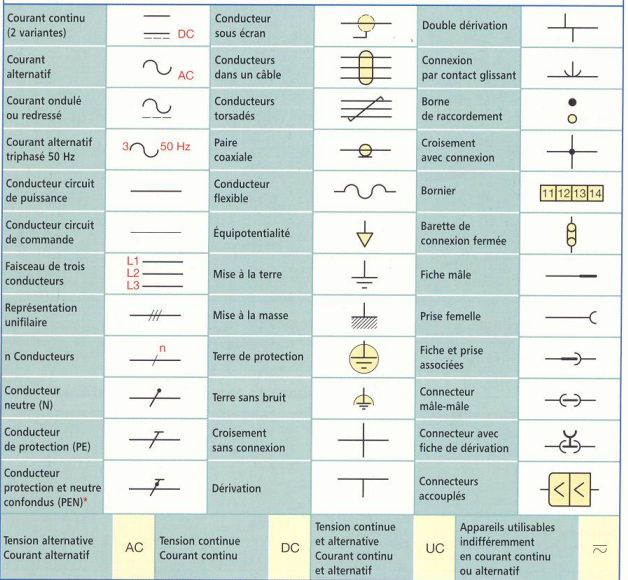 Courant continu
(2 variantes)
DC
Conducteur
sous écran
Double dérivation
Courant
alternatif
AC
Conducteurs
dans un câble
Connexion
par contact glissant
Courant ondulé
ou redressé
Conducteurs
torsadés
Borne
de raccordement
Courant alternatif
triphasé 50 Hz
3 50 Hz
Paire
coaxiale
Croisement
avec connexion
Conducteur circuit
de puissance
Conducteur
flexible
Bornier
11 12 13 14
Conducteur circuit
de commande
Équipotentialité
Barette de
connexion fermée
Faisceau de trois
conducteurs
L1
L2
L3
Mise à la terre
Fiche mâle
Représentation
unifilaire
Mise à la masse
Prise femelle
n Conducteurs
n
Terre de protection
Fiche et prise
associées
Conducteur
neutre (N)
Terre sans bruit
Connecteur
mâle-mâle
Conducteur
de protection (PE)
Croisement
sans connexion
Connecteur avec
fiche de dérivation
Conducteur
protection et neutre
confondus (PEN)*
Dérivation
Connecteurs
accouplés
Tension alternative
Courant alternatif
AC
Tension continue
Courant continu
DC
Tension continue
et alternative
Courant continu
et alternatif
UC
Appareils utilisables
indifféremment
en courant continu
ou alternatif